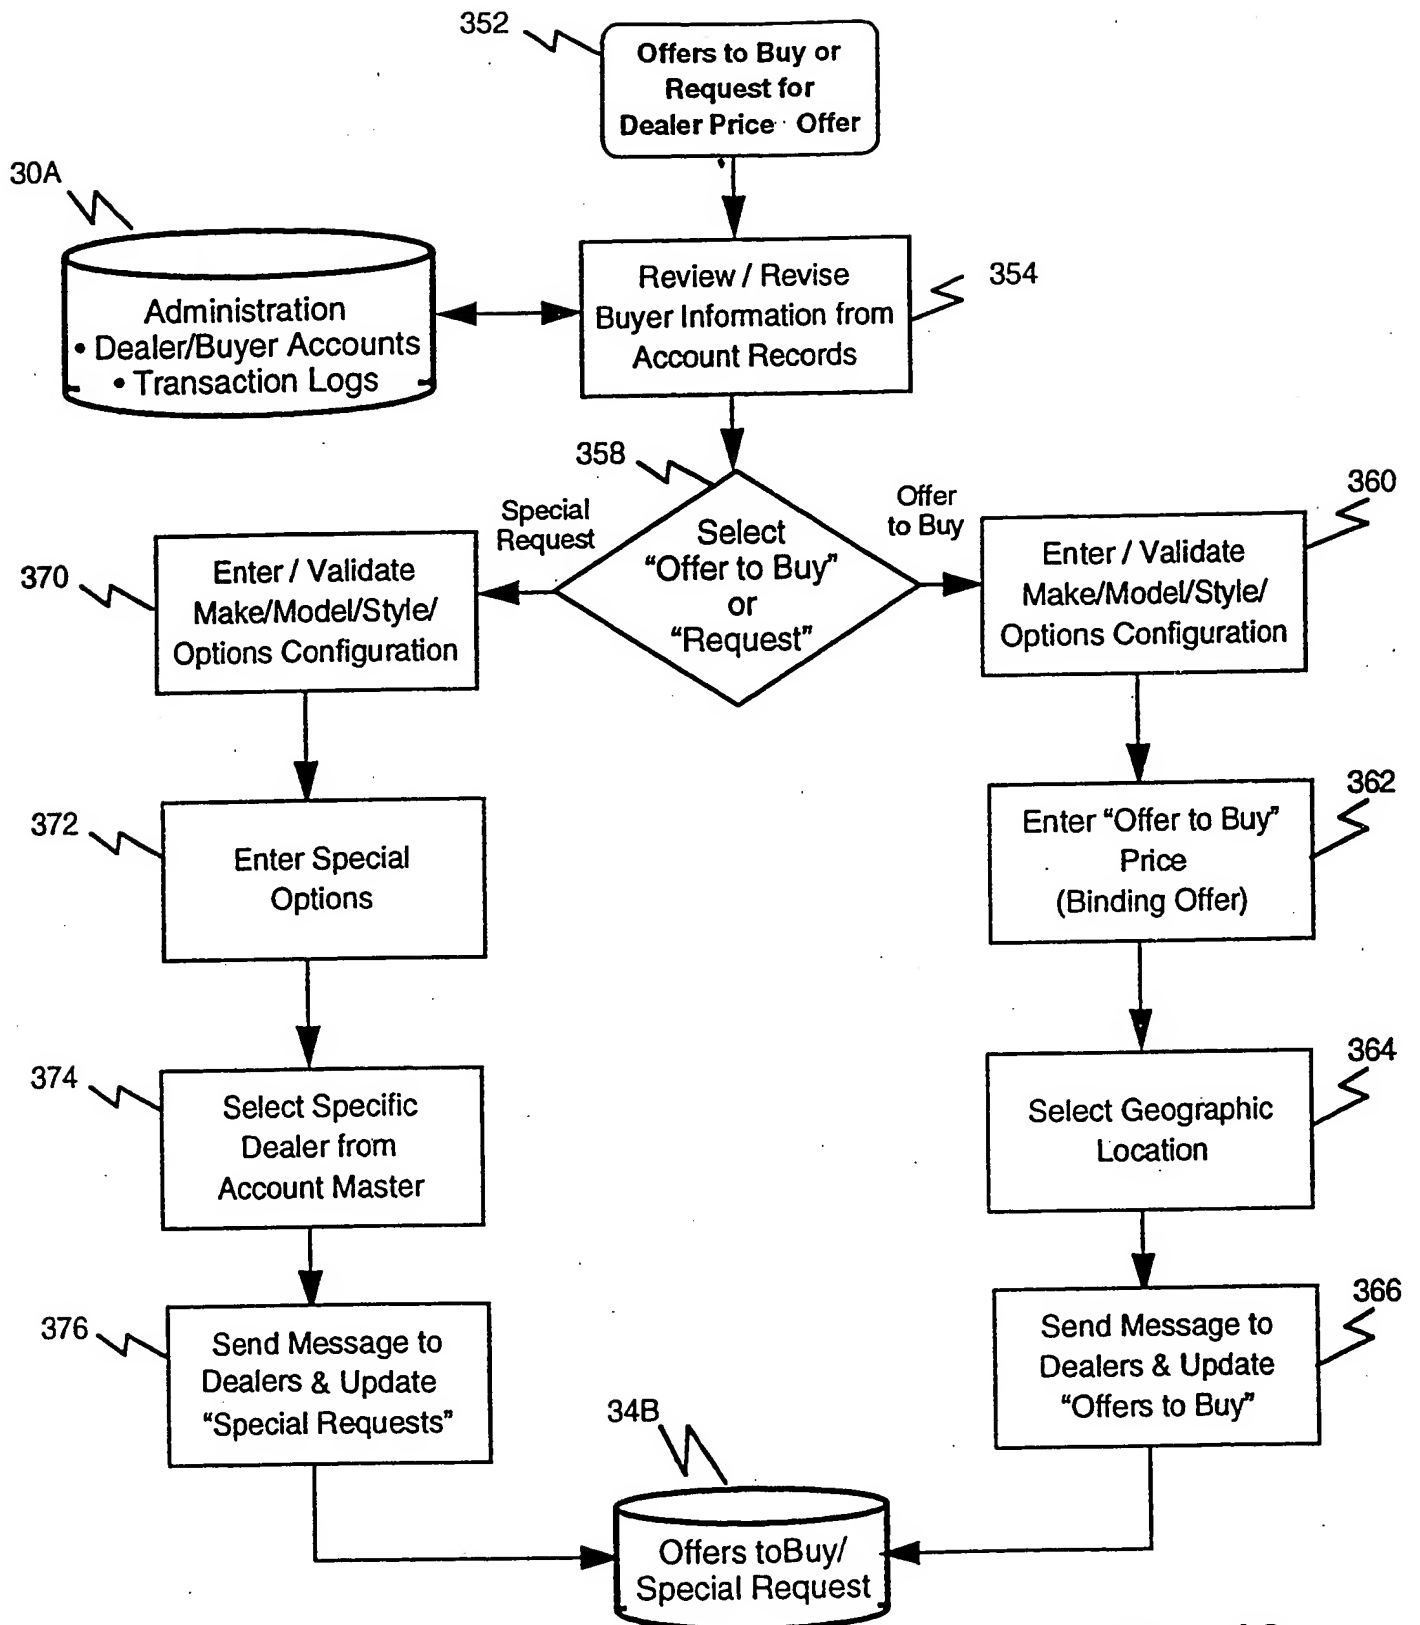 352
Offers to Buy or
Request for
Dealer Price Offer
30A
Administration
• Dealer/Buyer Accounts
• Transaction Logs
Review / Revise
Buyer Information from
Account Records
354
358
Special
Request
Offer
to Buy
Select
“Offer to Buy”
or
“Request”
360
Enter / Validate
Make/Model/Style/
Options Configuration
370
Enter / Validate
Make/Model/Style/
Options Configuration
372
Enter Special
Options
362
Enter “Offer to Buy”
Price
(Binding Offer)
374
Select Specific
Dealer from
Account Master
364
Select Geographic
Location
376
Send Message to
Dealers & Update
“Special Requests”
366
Send Message to
Dealers & Update
“Offers to Buy”
34B
Offers toBuy/
Special Request